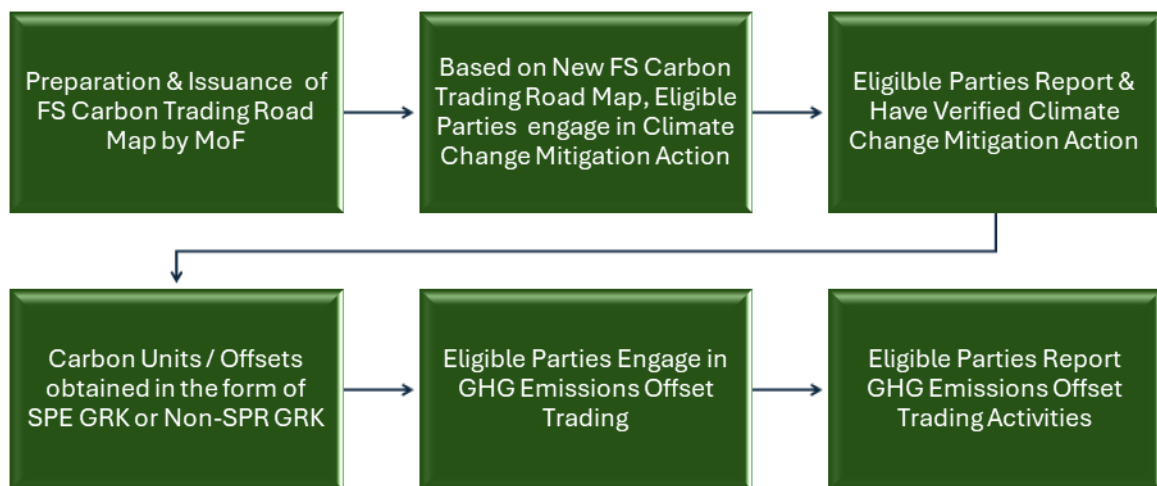 Preparation & Issuance of
FS Carbon Trading Road
Map by MoF
Based on New FS Carbon
Trading Road Map, Eligible
Parties engage in Climate
Change Mitigation Action
Eligilble Parties Report &
Have Verified Climate
Change Mitigation Action
Carbon Units / Offsets
obtained in the form of
SPE GRK or Non-SPR GRK
Eligible Parties Engage in
GHG Emissions Offset
Trading
Eligible Parties Report
GHG Emissions Offset
Trading Activities